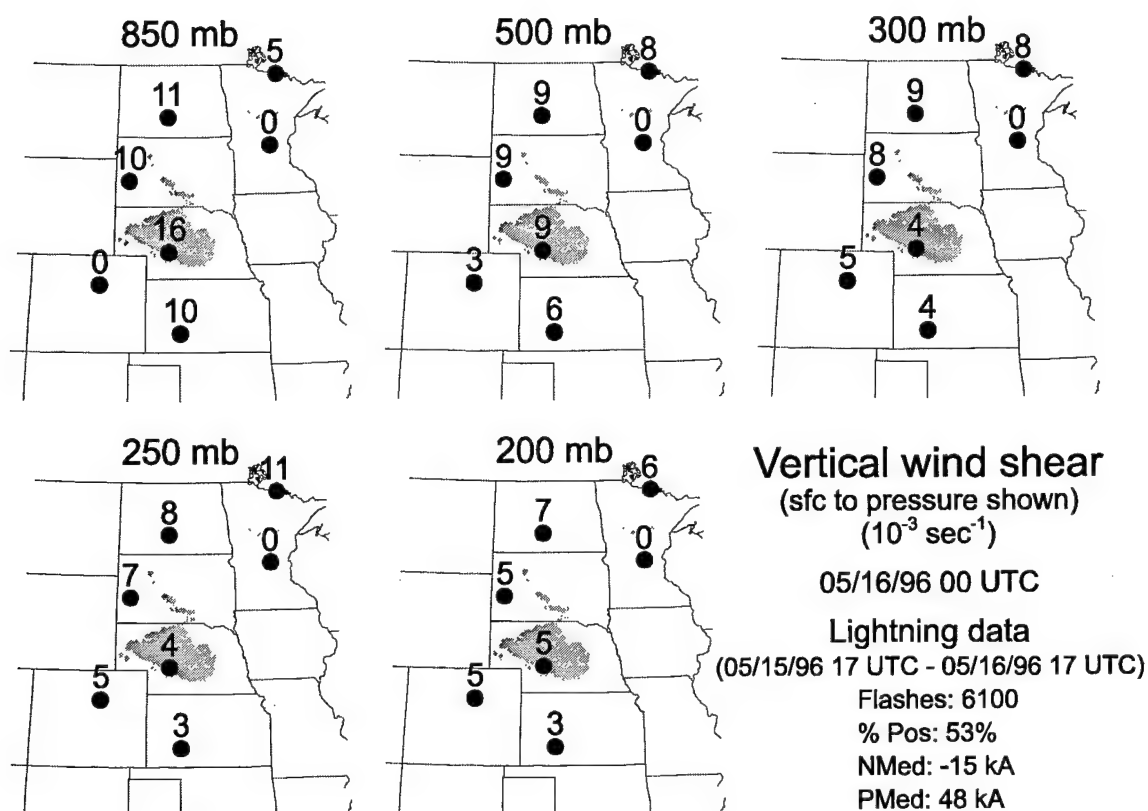 850 mb
5
11
0
10
16
0
10
500 mb
8
9
0
9
9
3
6
300 mb
8
9
0
8
4
5
4
250 mb
11
8
0
7
4
5
3
200 mb
6
7
0
5
5
5
3
Vertical wind shear
(sfc to pressure shown)
(10⁻³ sec⁻¹)
05/16/96 00 UTC
Lightning data
(05/15/96 17 UTC - 05/16/96 17 UTC)
Flashes: 6100
% Pos: 53%
NMed: -15 kA
PMed: 48 kA